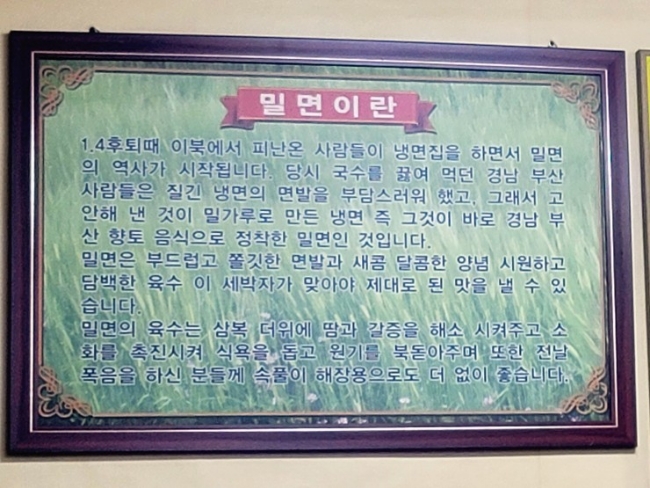 밀면이란
1.4후퇴때 이북에서 피난온 사람들이 냉면집을 하면서 밀면
의 역사가 시작됩니다. 당시 국수를 끓여 먹던 경남 부산
사람들은 질긴 냉면의 면발을 부담스러워 했고, 그래서 고
안해 낸 것이 밀가루로 만든 냉면 즉 그것이 바로 경남 부
산 향토 음식으로 정착한 밀면인 것입니다.
밀면은 부드럽고 쫄깃한 면발과 새콤 달콤한 양념 시원하고
담백한 육수 이 세박자가 맞아야 제대로 된 맛을 낼 수 있
습니다.
밀면의 육수는 삼복 더위에 땀과 갈증을 해소 시켜주고 소
화를 촉진시켜 식욕을 돕고 원기를 북돋아주며 또한 전날
폭음을 하신 분들께 속풀이 해장용으로도 더 없이 좋습니다.